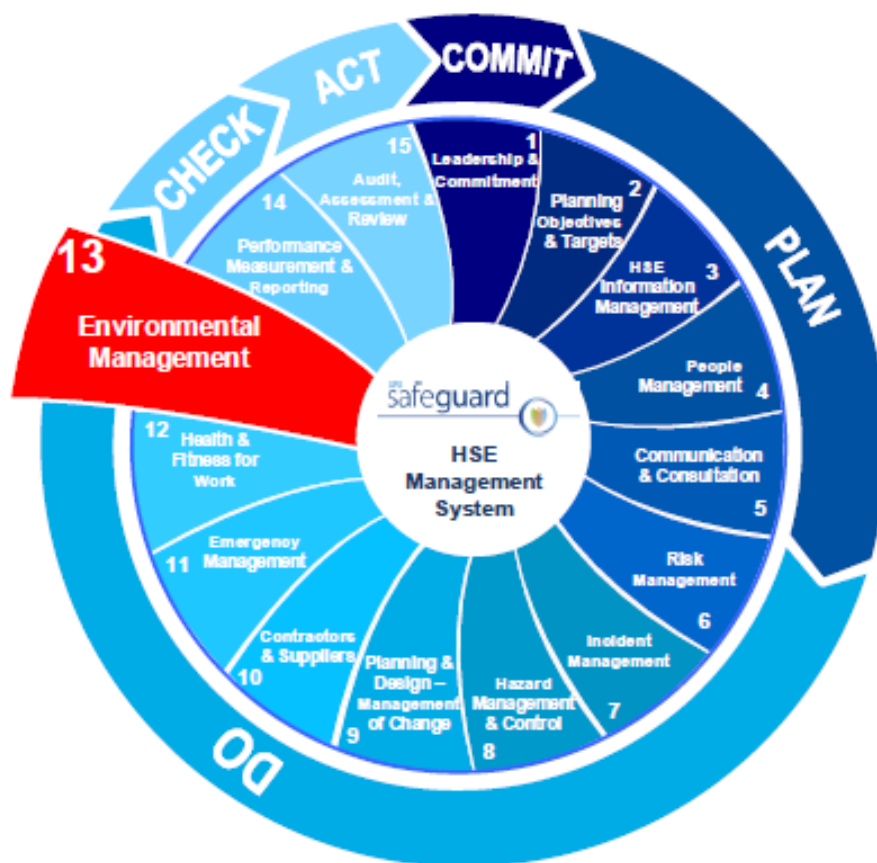 COMMIT
PLAN
DO
CHECK
ACT
1
Leadership &
Commitment
2
Planning
Objectives
& Targets
3
HSE
Information
Management
People
Management
4
Communication
& Consultation
5
Risk
Management
6
Incident
Management
7
Hazard
Management
& Control
8
Planning &
Design –
Management
of Change
9
Contractors
& Suppliers
10
Emergency
Management
11
12
Health &
Fitness for
Work
13
Environmental
Management
14
Performance
Measurement &
Reporting
15
Audit,
Assessment &
Review
safeguard
HSE
Management
System